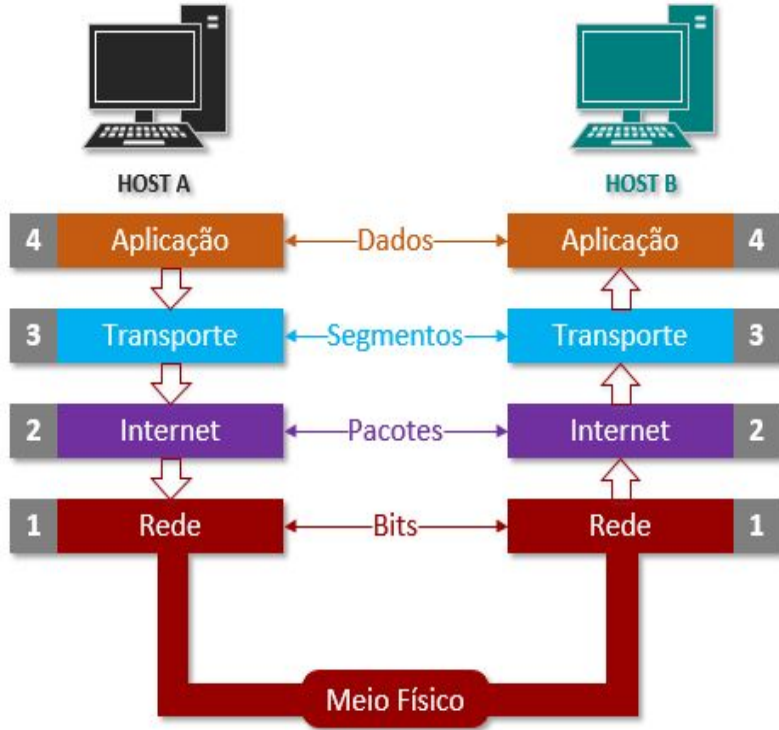 HOST A
HOST B
4 Aplicação Dados Aplicação 4
3 Transporte Segmentos Transporte 3
2 Internet Pacotes Internet 2
1 Rede Bits Rede 1
Meio Físico